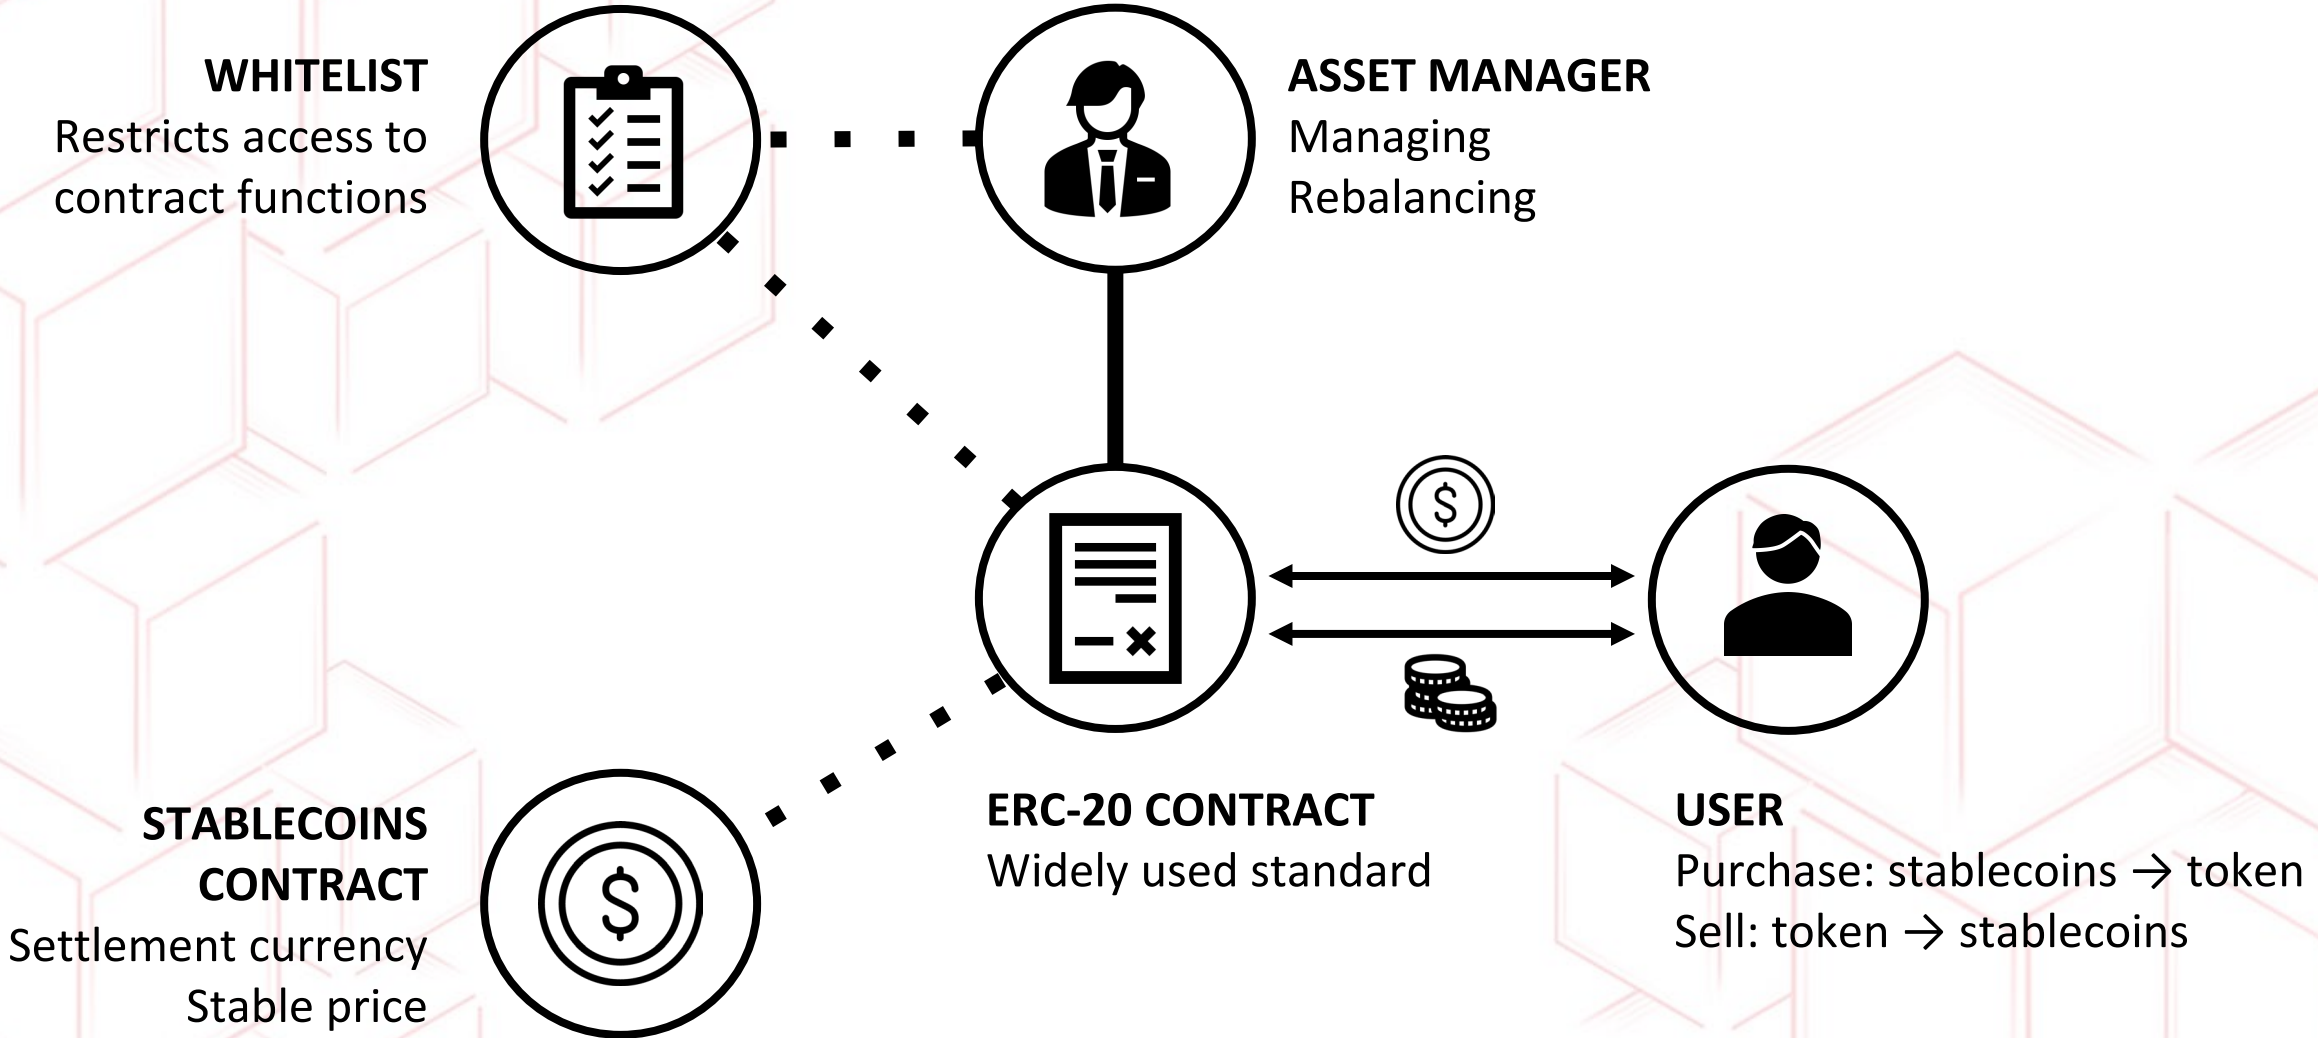 WHITELIST
Restricts access to
contract functions
ASSET MANAGER
Managing
Rebalancing
STABLECOINS
CONTRACT
Settlement currency
Stable price
ERC-20 CONTRACT
Widely used standard
USER
Purchase: stablecoins → token
Sell: token → stablecoins
$
$